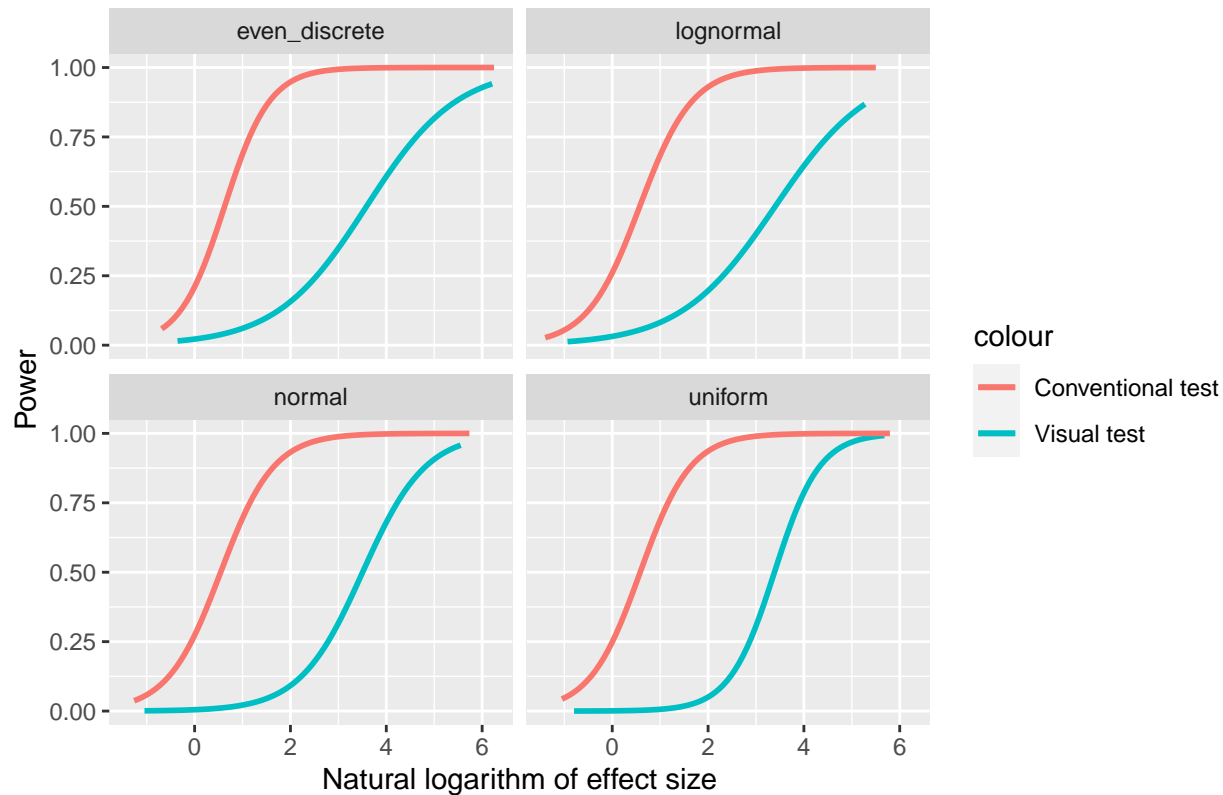 even_discrete
lognormal
1.00
0.75
0.50
0.25
0.00
normal
uniform
1.00
0.75
0.50
0.25
0.00
0 2 4 6
0 2 4 6
Natural logarithm of effect size
Power
colour
Conventional test
Visual test